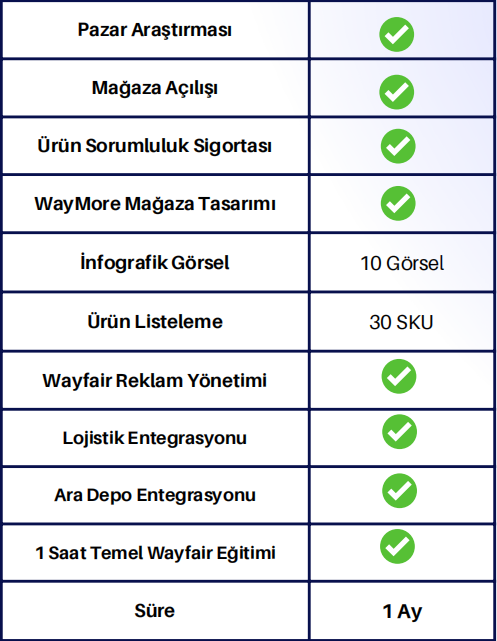 Pazar Araştırması
Mağaza Açılışı
Ürün Sorumluluk Sigortası
WayMore Mağaza Tasarımı
İnfografik Görsel 10 Görsel
Ürün Listeleme 30 SKU
Wayfair Reklam Yönetimi
Lojistik Entegrasyonu
Ara Depo Entegrasyonu
1 Saat Temel Wayfair Eğitimi
Süre 1 Ay